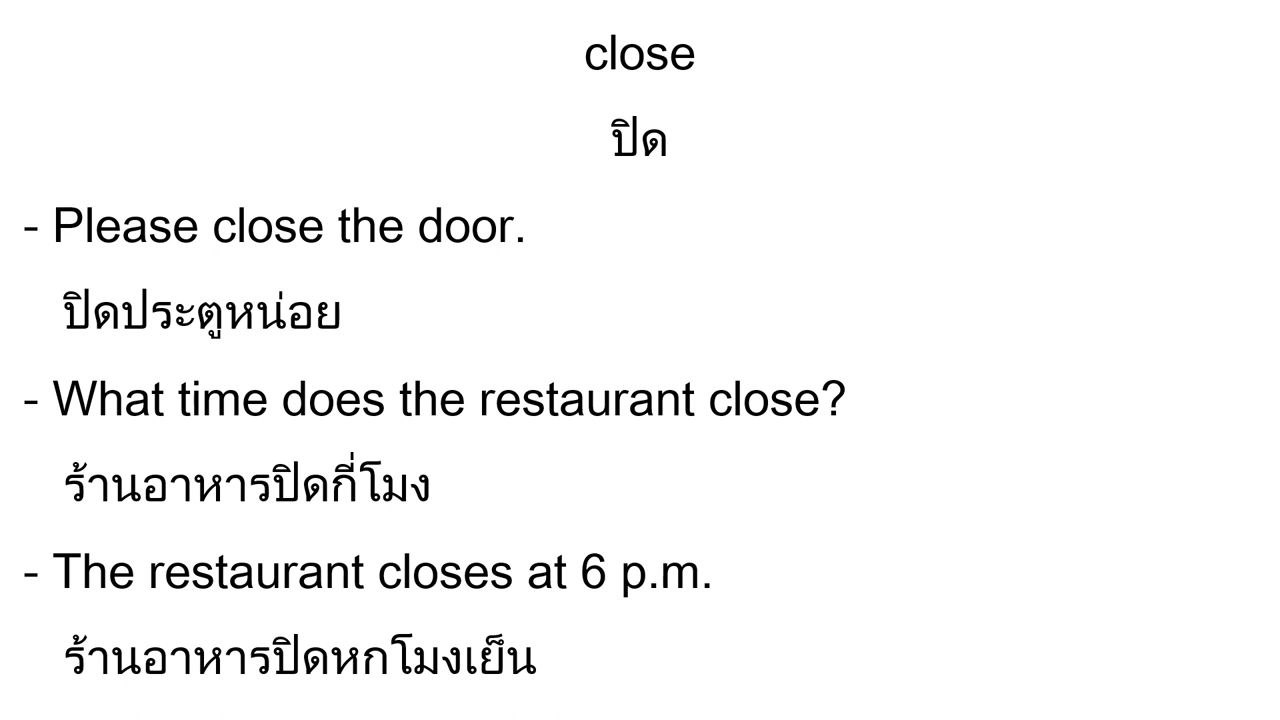 close
ปิด
- Please close the door.
ปิดประตูหน่อย
- What time does the restaurant close?
ร้านอาหารปิดกี่โมง
- The restaurant closes at 6 p.m.
ร้านอาหารปิดหกโมงเย็น